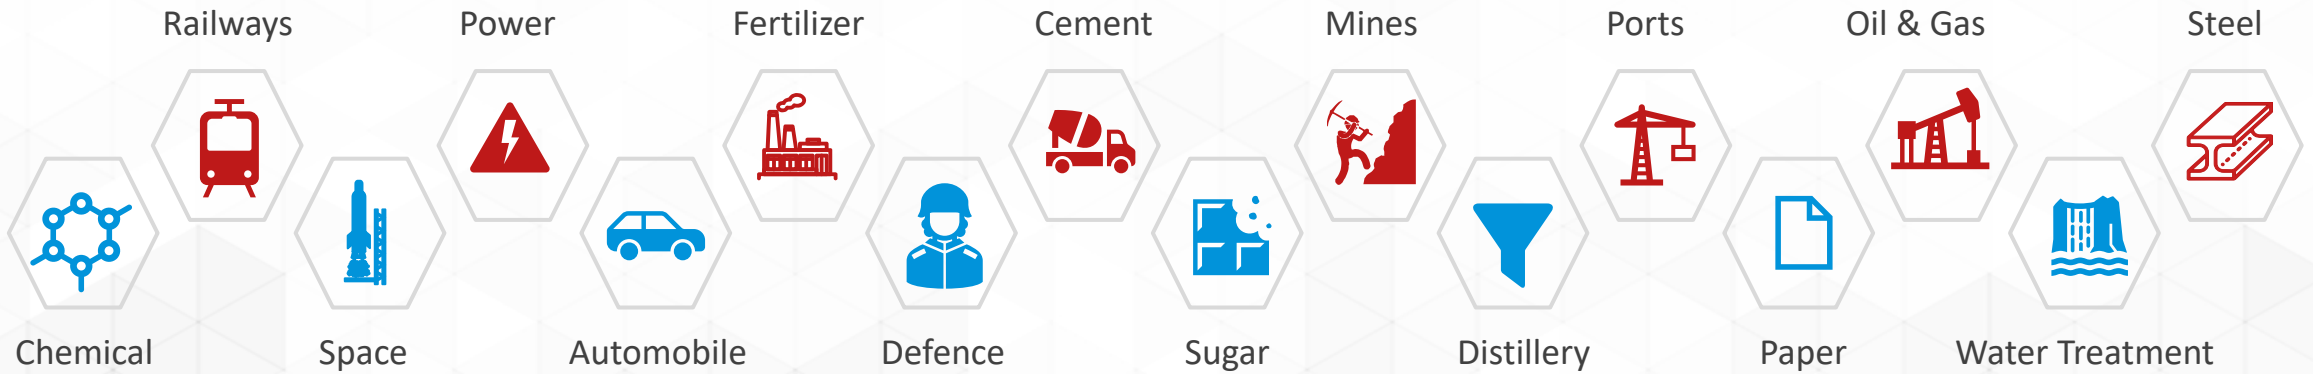 Railways
Power
Fertilizer
Cement
Mines
Ports
Oil & Gas
Steel
Chemical
Space
Automobile
Defence
Sugar
Distillery
Paper
Water Treatment